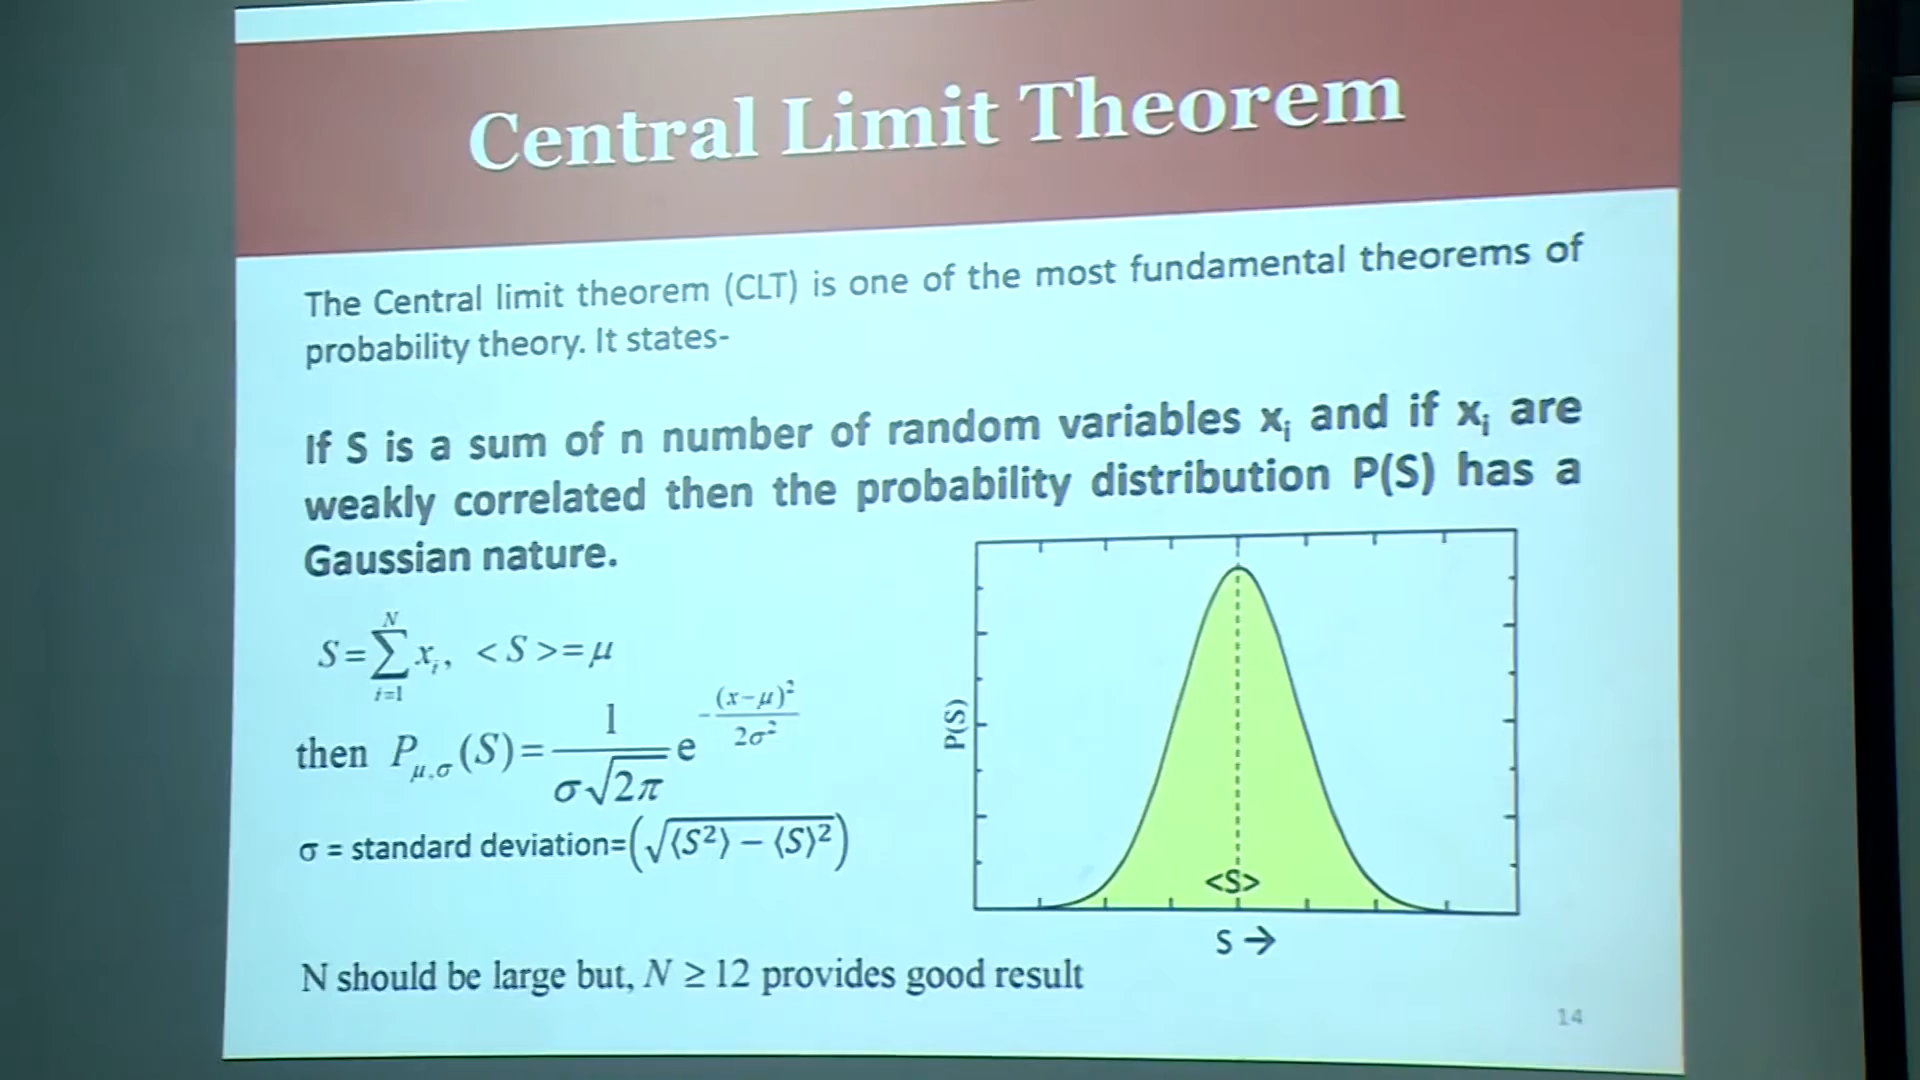 Central Limit Theorem
The Central limit theorem (CLT) is one of the most fundamental theorems of
probability theory. It states-
If S is a sum of n number of random variables xᵢ and if xᵢ are
weakly correlated then the probability distribution P(S) has a
Gaussian nature.
S=∑_{i=1}^{N} xᵢ, <S>=μ
then P_{μ,σ}(S)= 1/(σ√2π) e^{-(x-μ)²/2σ²}
σ = standard deviation=(√⟨S²⟩ – ⟨S⟩²)
P(S)
<S>
S →
N should be large but, N ≥ 12 provides good result
14